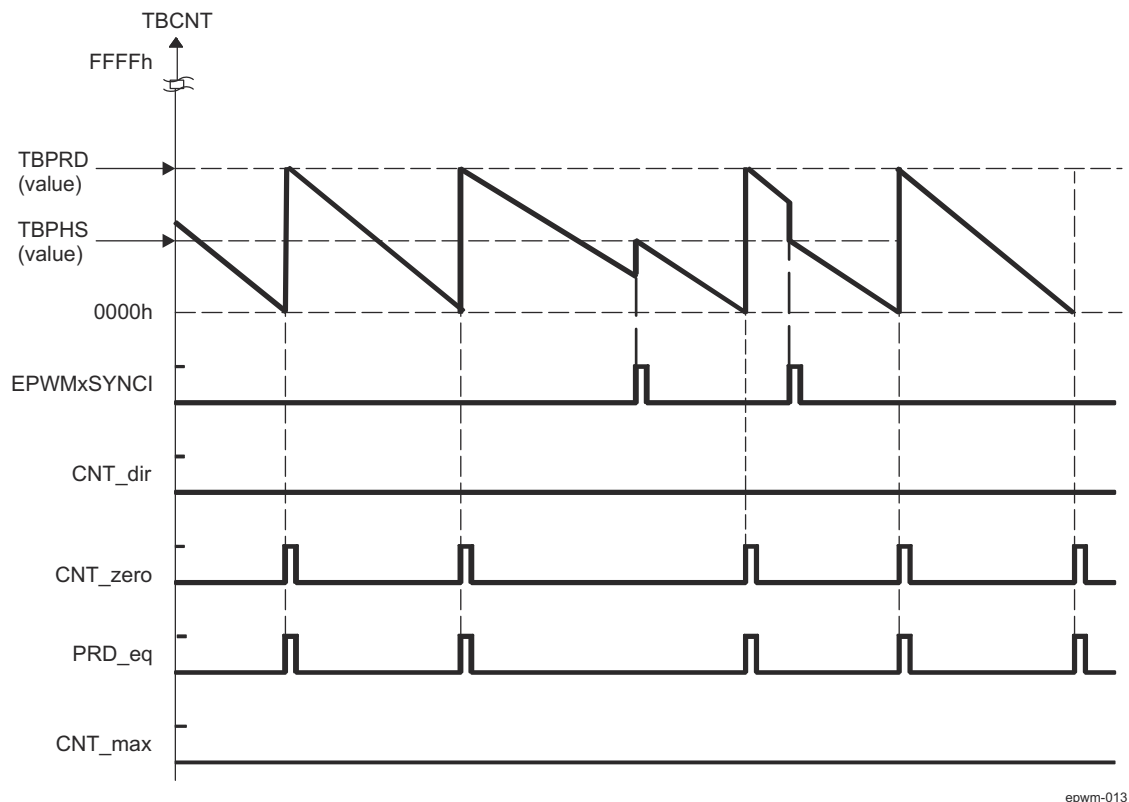 TBCNT
FFFFh
TBPRD
(value)
TBPHS
(value)
0000h
EPWMxSYNCI
CNT_dir
CNT_zero
PRD_eq
CNT_max
epwm-013